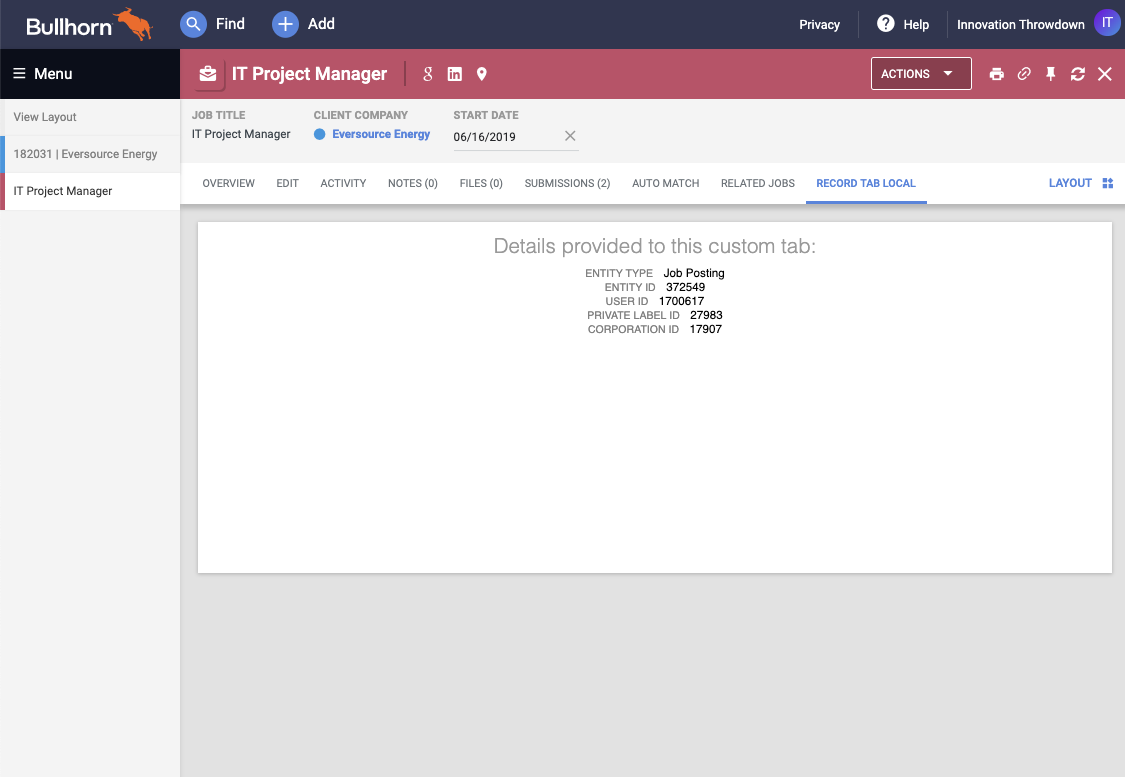 Bullhorn Find Add Privacy Help Innovation Throwdown IT
Menu
IT Project Manager
ACTIONS
View Layout
182031 | Eversource Energy
IT Project Manager
JOB TITLE CLIENT COMPANY START DATE
IT Project Manager Eversource Energy 06/16/2019
OVERVIEW EDIT ACTIVITY NOTES (0) FILES (0) SUBMISSIONS (2) AUTO MATCH RELATED JOBS RECORD TAB LOCAL LAYOUT
Details provided to this custom tab:
ENTITY TYPE Job Posting
ENTITY ID 372549
USER ID 1700617
PRIVATE LABEL ID 27983
CORPORATION ID 17907